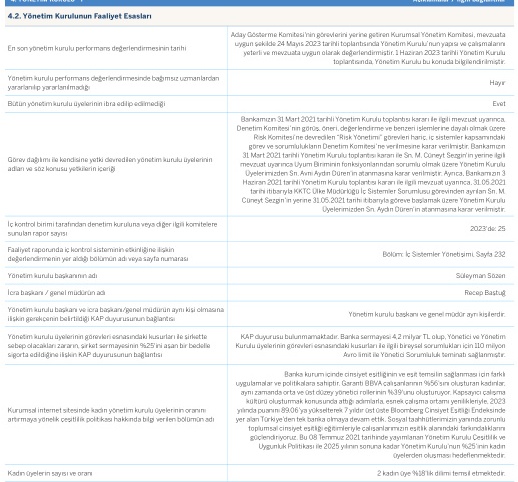 4.2. Yönetim Kurulunun Faaliyet Esasları
En son yönetim kurulu performans değerlendirmesinin tarihi
Aday Gösterme Komitesi'nin görevlerini yerine getiren Kurumsal Yönetim Komitesi, mevzuata
uygun şekilde 24 Mayıs 2023 tarihli toplantısında Yönetim Kurulu'nun yapısı ve çalışmalarını
yeterli ve mevzuata uygun olarak değerlendirmiştir. 1 Haziran 2023 tarihli Yönetim Kurulu
toplantısında, Yönetim Kurulu bu konuda bilgilendirilmiştir.
Yönetim kurulu performans değerlendirmesinde bağımsız uzmanlardan
yararlanılıp yararlanılmadığı
Hayır
Bütün yönetim kurulu üyelerinin ibra edilip edilmediği
Evet
Görev dağılımı ile kendisine yetki devredilen yönetim kurulu üyelerinin
adları ve söz konusu yetkilerin içeriği
Bankamızın 31 Mart 2021 tarihli Yönetim Kurulu toplantısı kararı ile ilgili mevzuat uyarınca,
Denetim Komitesi'nin görüş, öneri, değerlendirme ve benzeri işlemlerine dayalı olmak üzere
Risk Komitesi'ne devredilen "Risk Yönetimi" görevleri hariç, iç sistemler kapsamındaki
görev ve sorumlulukların Denetim Komitesi'ne verilmesine karar verilmiştir. Bankamızın
31 Mart 2021 tarihli Yönetim Kurulu toplantısı kararı ile Sn. M. Cüneyt Sezgin'in yerine ilgili
mevzuat uyarınca Uyum Biriminin fonksiyonlarından sorumlu olmak üzere Yönetim Kurulu
Üyelerimizden Sn. Avni Aydın Düren'in atanmasına karar verilmiştir. Ayrıca, Bankamızın 3
Haziran 2021 tarihli Yönetim Kurulu toplantısı kararı ile ilgili mevzuat uyarınca, 31.05.2021
tarihi itibarıyla KKTC Ülke Müdürlüğü İç Sistemler Sorumlusu görevinden ayrılan Sn. M.
Cüneyt Sezgin'in yerine 31.05.2021 tarihi itibarıyla göreve başlamak üzere Yönetim Kurulu
Üyelerimizden Sn. Aydın Düren'in atanmasına karar verilmiştir.
İç kontrol birimi tarafından denetim kuruluna veya diğer ilgili komitelere
sunulan rapor sayısı
2023'de: 25
Faaliyet raporunda iç kontrol sisteminin etkinliğine ilişkin
değerlendirmenin yer aldığı bölümün adı veya sayfa numarası
Bölüm: İç Sistemler Yönetişimi, Sayfa 232
Yönetim kurulu başkanının adı
Süleyman Sözen
İcra başkanı / genel müdürün adı
Recep Baştuğ
Yönetim kurulu başkanı ve icra başkanı/genel müdürün aynı kişi olmasına
ilişkin gerekçenin belirtildiği KAP duyurusunun bağlantısı
Yönetim kurulu başkanı ve genel müdür ayrı kişilerdir.
Yönetim kurulu üyelerinin görevleri esnasındaki kusurları ile şirkette
sebep olacakları zararın, şirket sermayesinin %25'ini aşan bir bedelle
sigorta edildiğine ilişkin KAP duyurusunun bağlantısı
KAP duyurusu bulunmamaktadır. Banka sermayesi 4,2 milyar TL olup, Yönetici ve Yönetim
Kurulu üyelerinin görevleri esnasındaki kusurları ile ilgili bireysel sorumlulukları için 110 milyon
Avro limit ile Yönetici Sorumluluk teminatı sağlanmıştır.
Kurumsal internet sitesinde kadın yönetim kurulu üyelerinin oranını
artırmaya yönelik çeşitlilik politikası hakkında bilgi verilen bölümün adı
Banka kurum içinde cinsiyet eşitliğinin ve eşit temsilin sağlanması için farklı
uygulamalar ve politikalara sahiptir. Garanti BBVA çalışanlarının %56'sını oluşturan kadınlar,
aynı zamanda orta ve üst düzey yönetici rollerinin %39'unu oluşturuyor. Kapsayıcı çalışma
kültürü oluşturmak konusunda attığı adımlarla, esnek çalışma ortamı yenilikleriyle, 2023
yılında puanını 89,06'ya yükselterek 7 yıldır üst üste Bloomberg Cinsiyet Eşitliği Endeksinde
yer alan Türkiye'den tek banka olmaya devam ettik. Sosyal taahhütlerimizin yanında zorunlu
toplumsal cinsiyet eşitliği eğitimleriyle çalışanlarımızın eşitlik alanındaki farkındalıklarını
güçlendiriyoruz. Bu 08 Temmuz 2021 tarihinde yayımlanan Yönetim Kurulu Çeşitlilik ve
Uygunluk Politikası ile 2025 yılının sonuna kadar Yönetim Kurulu'nun %25'inin kadın
üyelerden oluşması hedeflenmektedir.
Kadın üyelerin sayısı ve oranı
2 kadın üye %18'lik dilimi temsil etmektedir.